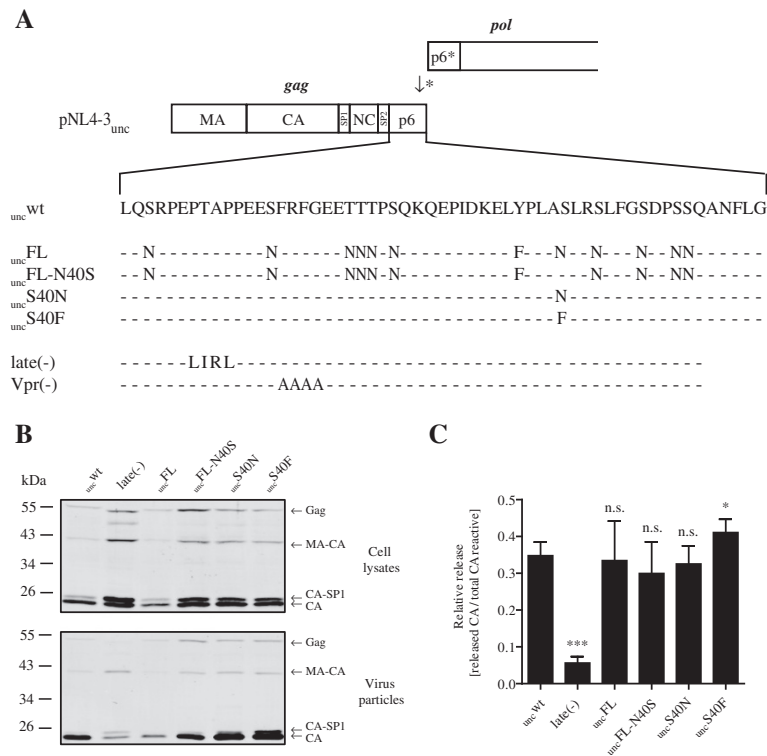 A
pol
p6*
↓*
gag
pNL4-3unc
MA CA SP1 NC SP2 p6
uncwt LQSRPEPTAPPEESFRFGEETTTPSQKQEPIDKELYPLASLRSLFGSDPSSQANFLG
uncFL --N----------N------NNN-N----------F---N--N---N--NN------
uncFL-N40S --N----------N------NNN-N----------F---N--N---N--NN------
uncS40N ---------------------------------------N-----------------
uncS40F ---------------------------------------F-----------------
late(-) ------LIRL------------------------------------------
Vpr(-) --------------AAAA----------------------------------
B
kDa
uncwt late(-) uncFL uncFL-N40S uncS40N uncS40F
55
43
34
26
← Gag
← MA-CA
← CA-SP1
← CA
Cell
lysates
55
43
34
26
← Gag
← MA-CA
← CA-SP1
← CA
Virus
particles
C
Relative release
[released CA / total CA reactive]
0.5
0.4
0.3
0.2
0.1
0.0
***
n.s.
n.s.
n.s.
*
uncwt late(-) uncFL uncFL-N40S uncS40N uncS40F